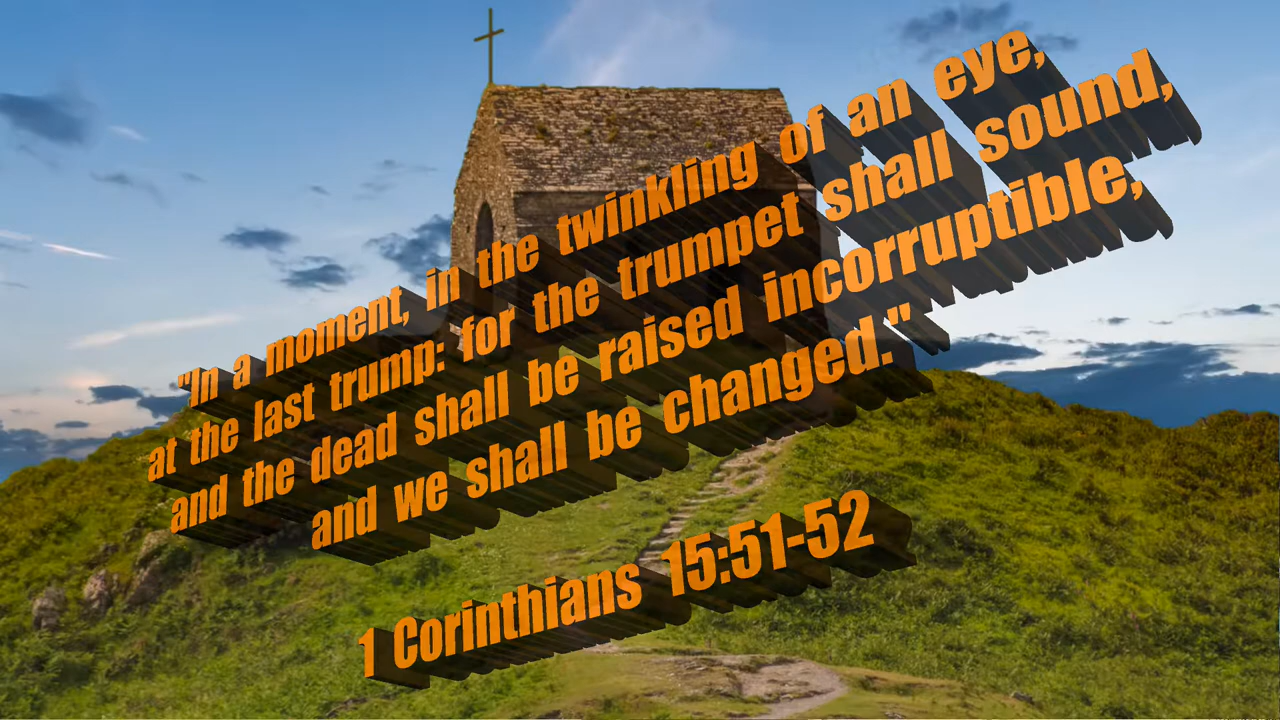 "In a moment, in the twinkling of an eye,
at the last trump: for the trumpet shall sound,
and the dead shall be raised incorruptible,
and we shall be changed."
1 Corinthians 15:51-52